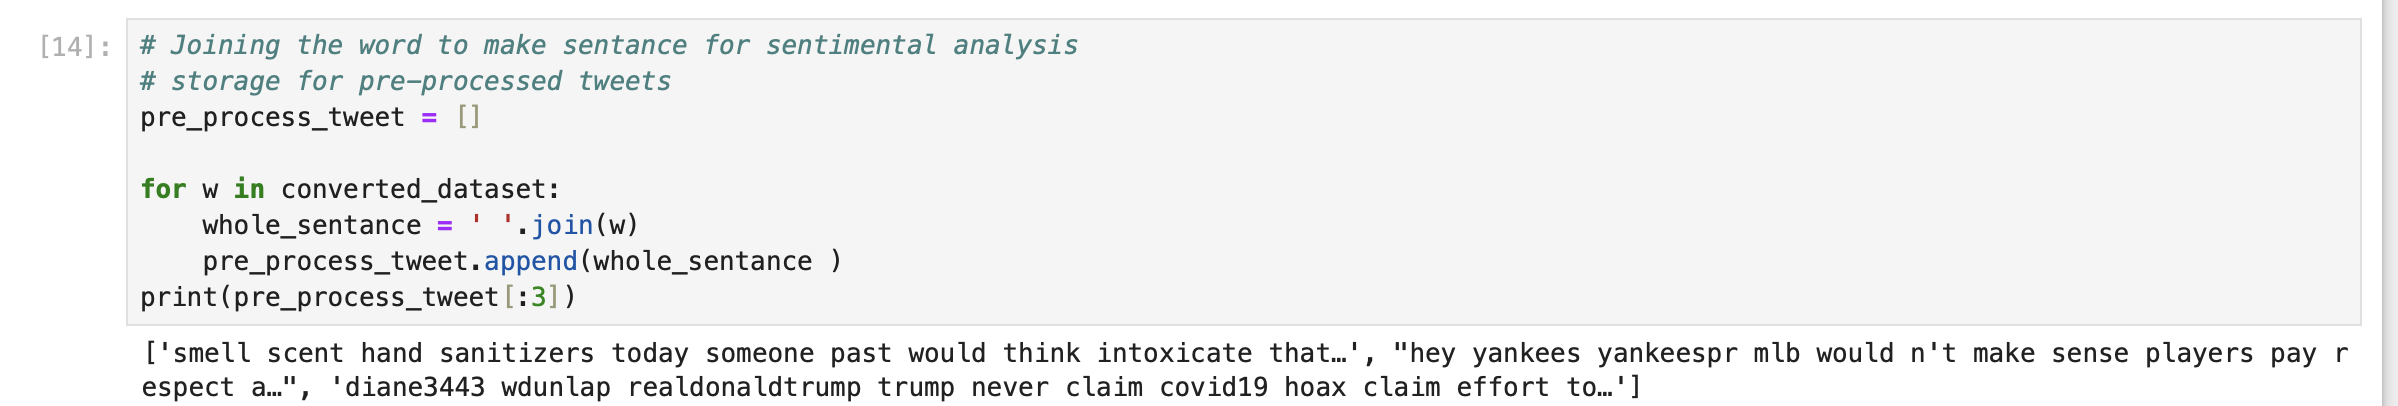 [14]: # Joining the word to make sentance for sentimental analysis
# storage for pre-processed tweets
pre_process_tweet = []
for w in converted_dataset:
    whole_sentance = ' '.join(w)
    pre_process_tweet.append(whole_sentance )
print(pre_process_tweet[:3])
['smell scent hand sanitizers today someone past would think intoxicate that…', "hey yankees yankeespr mlb would n't make sense players pay r
espect a…", 'diane3443 wdunlap realdonaldtrump trump never claim covid19 hoax claim effort to…']